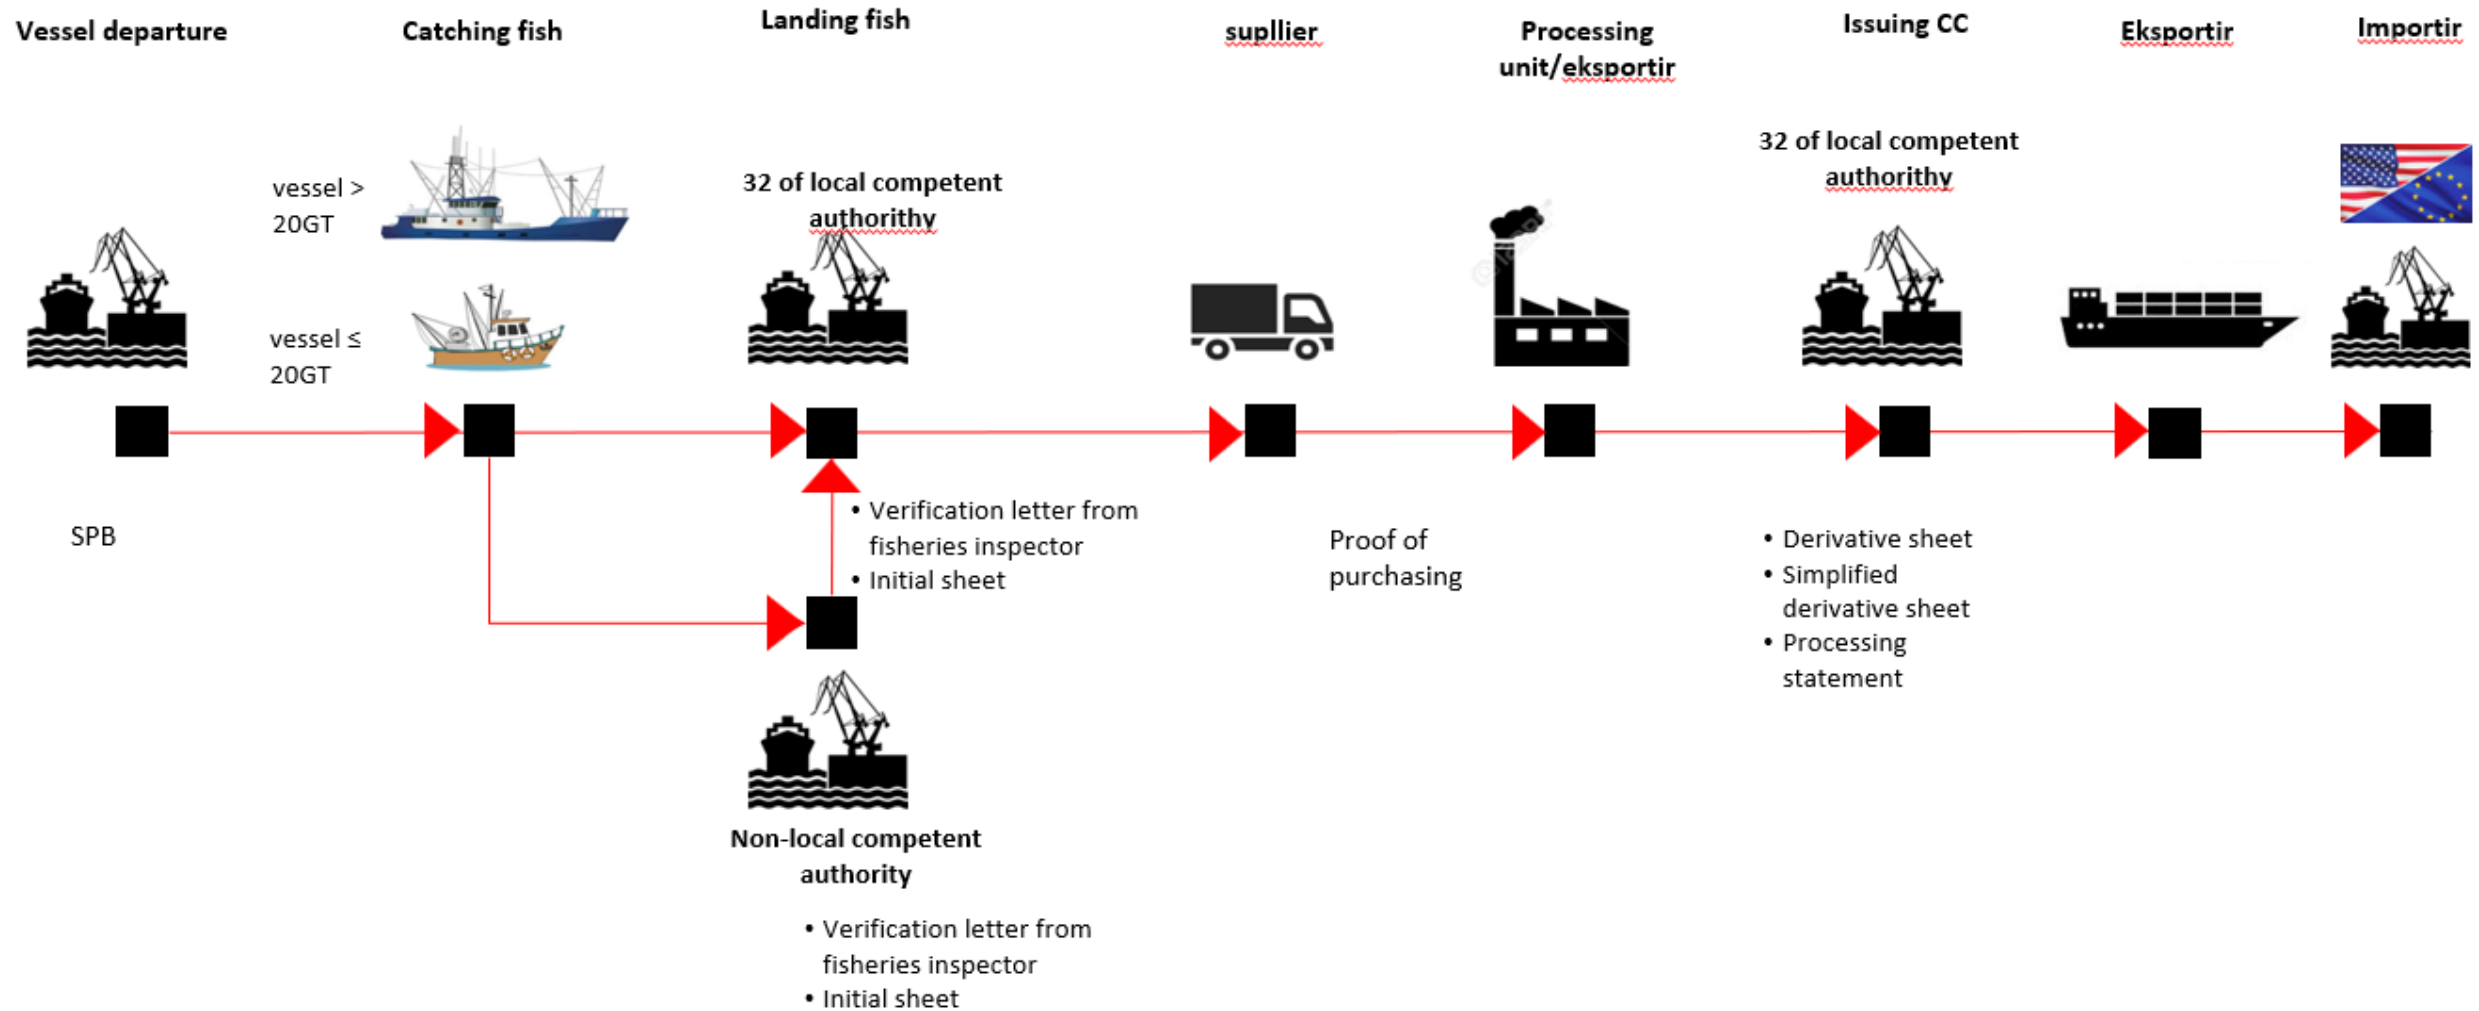 Vessel departure
Catching fish
Landing fish
supllier
Processing
unit/eksportir
Issuing CC
Eksportir
Importir
vessel >
20GT
vessel ≤
20GT
32 of local competent
authorithy
32 of local competent
authorithy
SPB
• Verification letter from
fisheries inspector
• Initial sheet
Proof of
purchasing
• Derivative sheet
• Simplified
derivative sheet
• Processing
statement
Non-local competent
authority
• Verification letter from
fisheries inspector
• Initial sheet